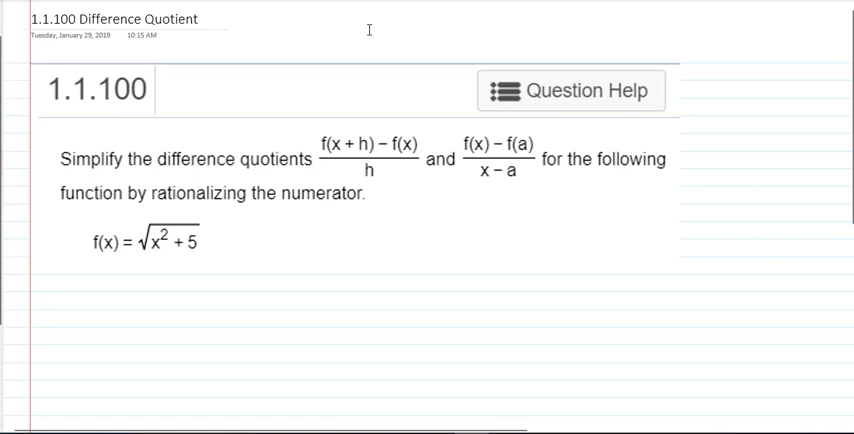 1.1.100 Difference Quotient
Tuesday, January 29, 2019 10:15 AM
1.1.100
Question Help
Simplify the difference quotients f(x + h) − f(x) / h and f(x) − f(a) / x − a for the following
function by rationalizing the numerator.
f(x) = √x² + 5